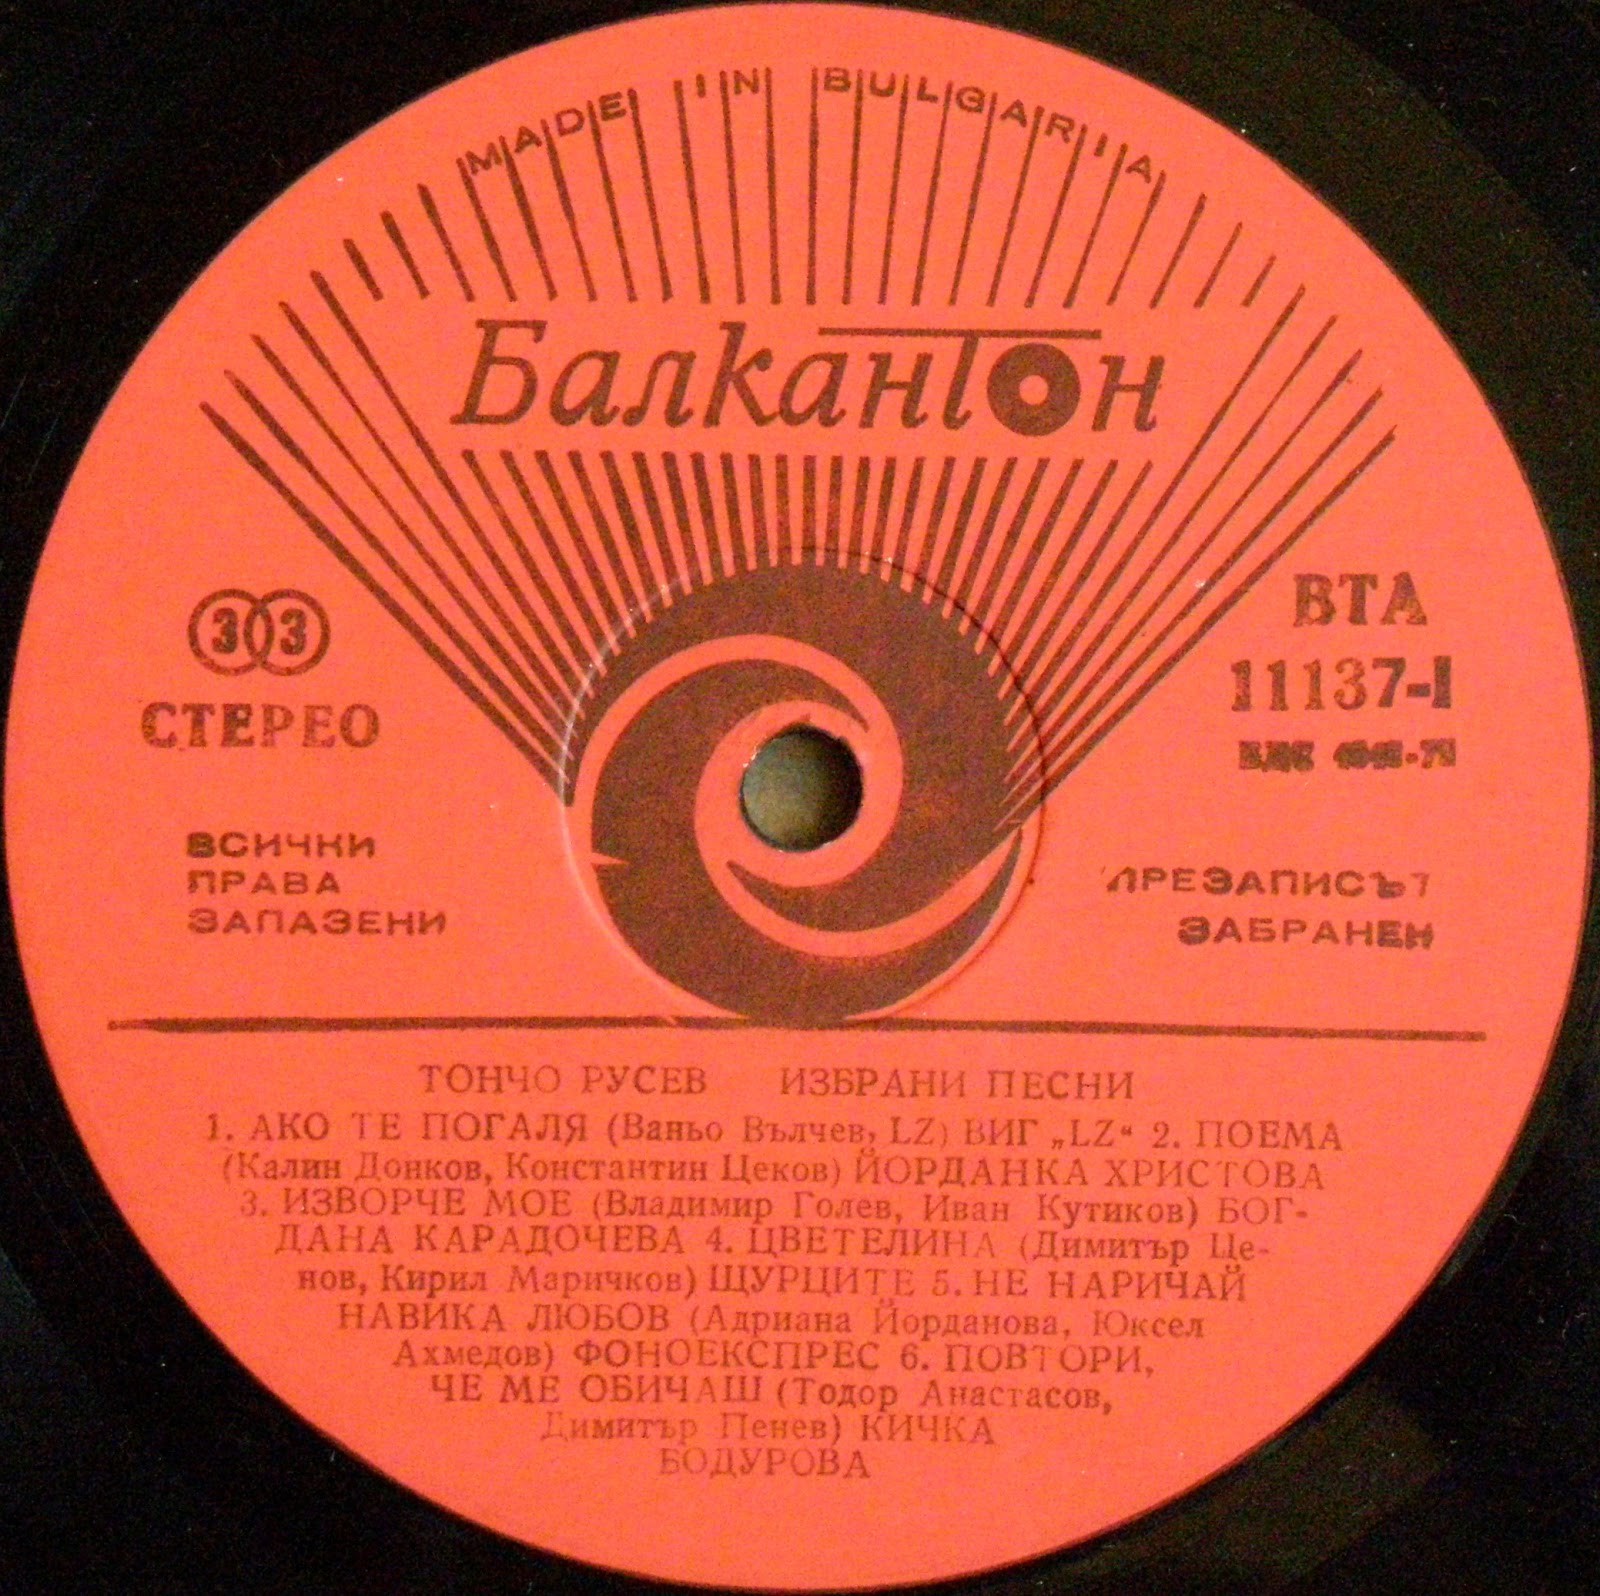 MADE IN BULGARIA
Балкантон
33
СТЕРЕО
ВТА
11137-I
ВСИЧКИ
ПРАВА
ЗАПАЗЕНИ
ПРЕЗАПИСЪТ
ЗАБРАНЕН
ТОНЧО РУСЕВ ИЗБРАНИ ПЕСНИ
1. АКО ТЕ ПОГАЛЯ (Ваньо Вълчев, LZ) ВИГ „LZ“ 2. ПОЕМА
(Калин Донков, Константин Цеков) ЙОРДАНКА ХРИСТОВА
3. ИЗВОРЧЕ МОЕ (Владимир Голев, Иван Кутиков) БОГ-
ДАНА КАРАДОЧЕВА 4. ЦВЕТЕЛИНА (Димитър Це-
нов, Кирил Маричков) ЩУРЦИТЕ 5. НЕ НАРИЧАЙ
НАВИКА ЛЮБОВ (Адриана Йорданова, Юксел
Ахмедов) ФОНОЕКСПРЕС 6. ПОВТОРИ,
ЧЕ МЕ ОБИЧАШ (Тодор Анастасов,
Димитър Пенев) КИЧКА
БОДУРОВА